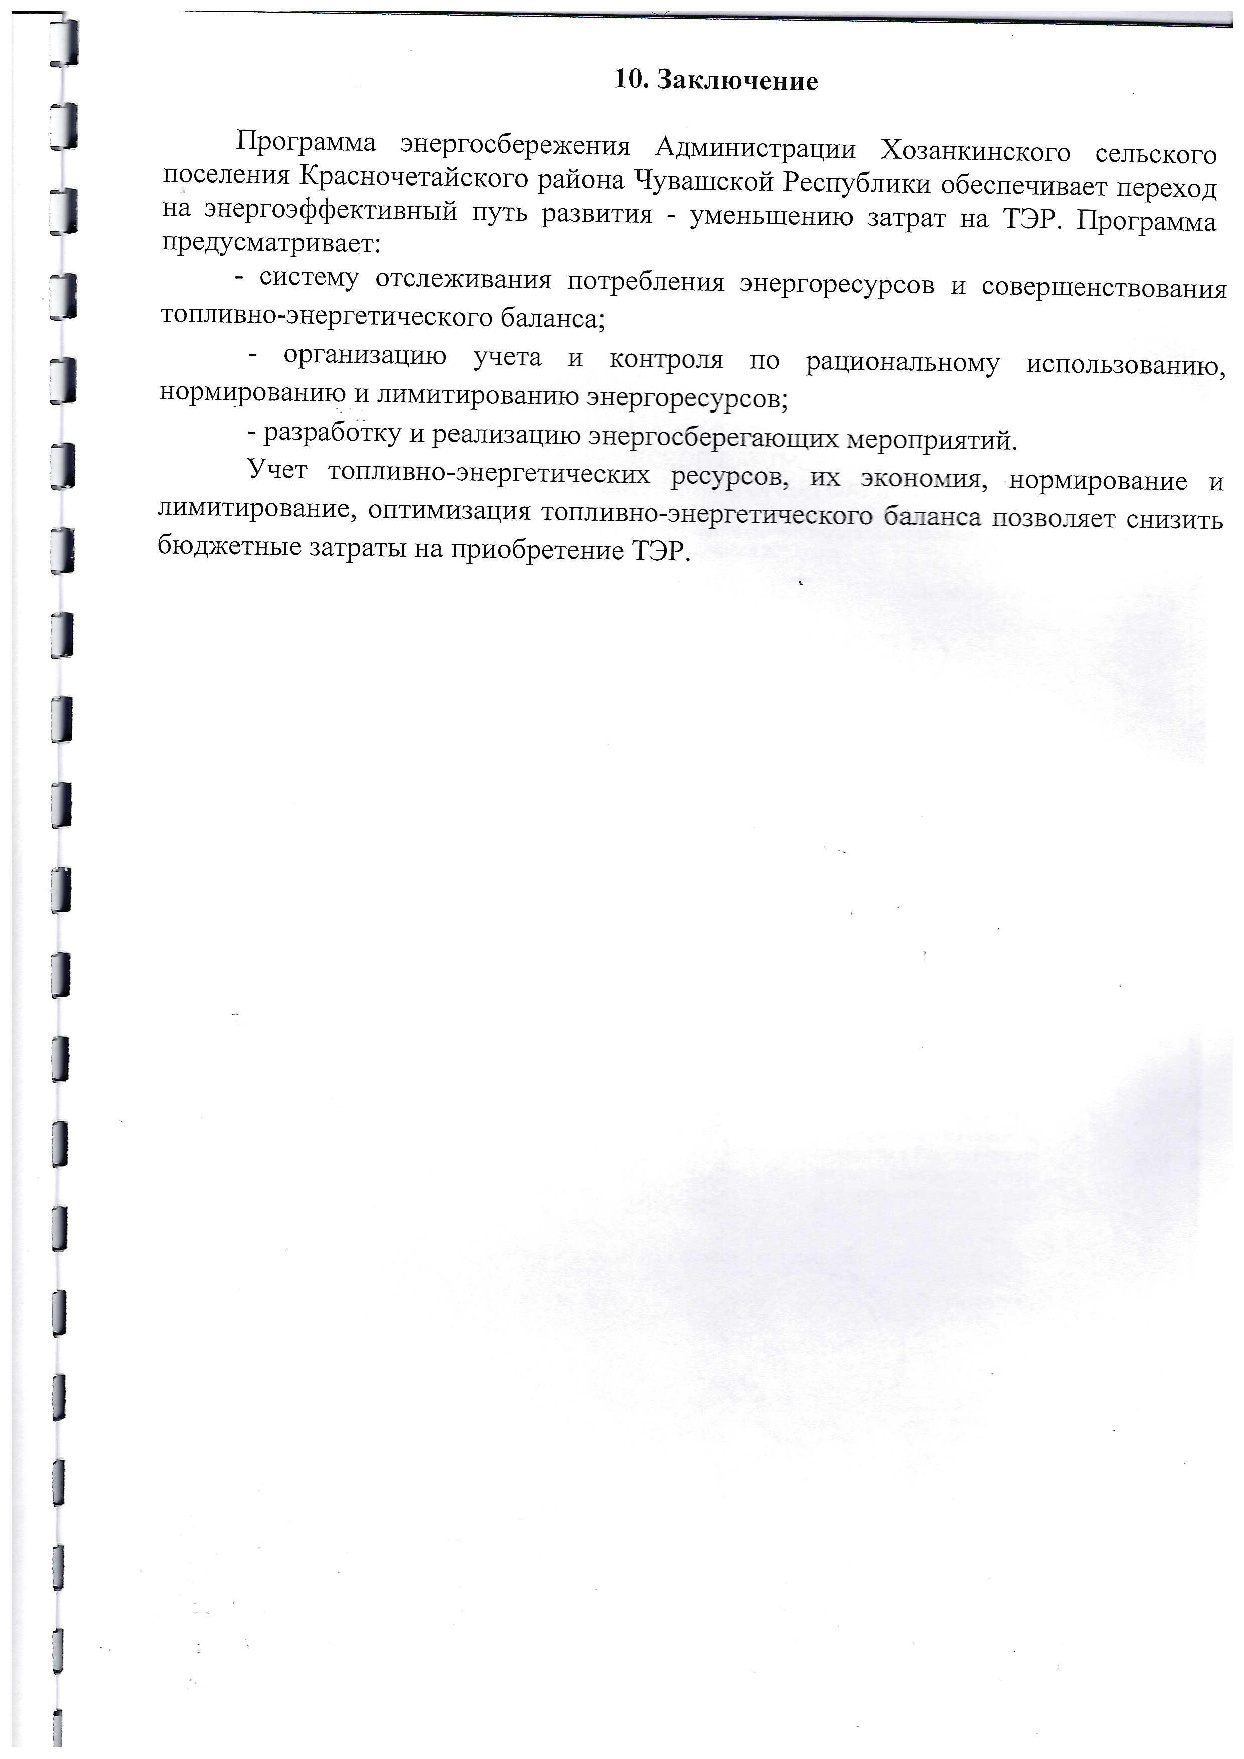 10. Заключение
Программа энергосбережения Администрации Хозанкинского сельского
поселения Красночетайского района Чувашской Республики обеспечивает переход
на энергоэффективный путь развития - уменьшению затрат на ТЭР. Программа
предусматривает:
- систему отслеживания потребления энергоресурсов и совершенствования
топливно-энергетического баланса;
- организацию учета и контроля по рациональному использованию,
нормированию и лимитированию энергоресурсов;
- разработку и реализацию энергосберегающих мероприятий.
Учет топливно-энергетических ресурсов, их экономия, нормирование и
лимитирование, оптимизация топливно-энергетического баланса позволяет снизить
бюджетные затраты на приобретение ТЭР.